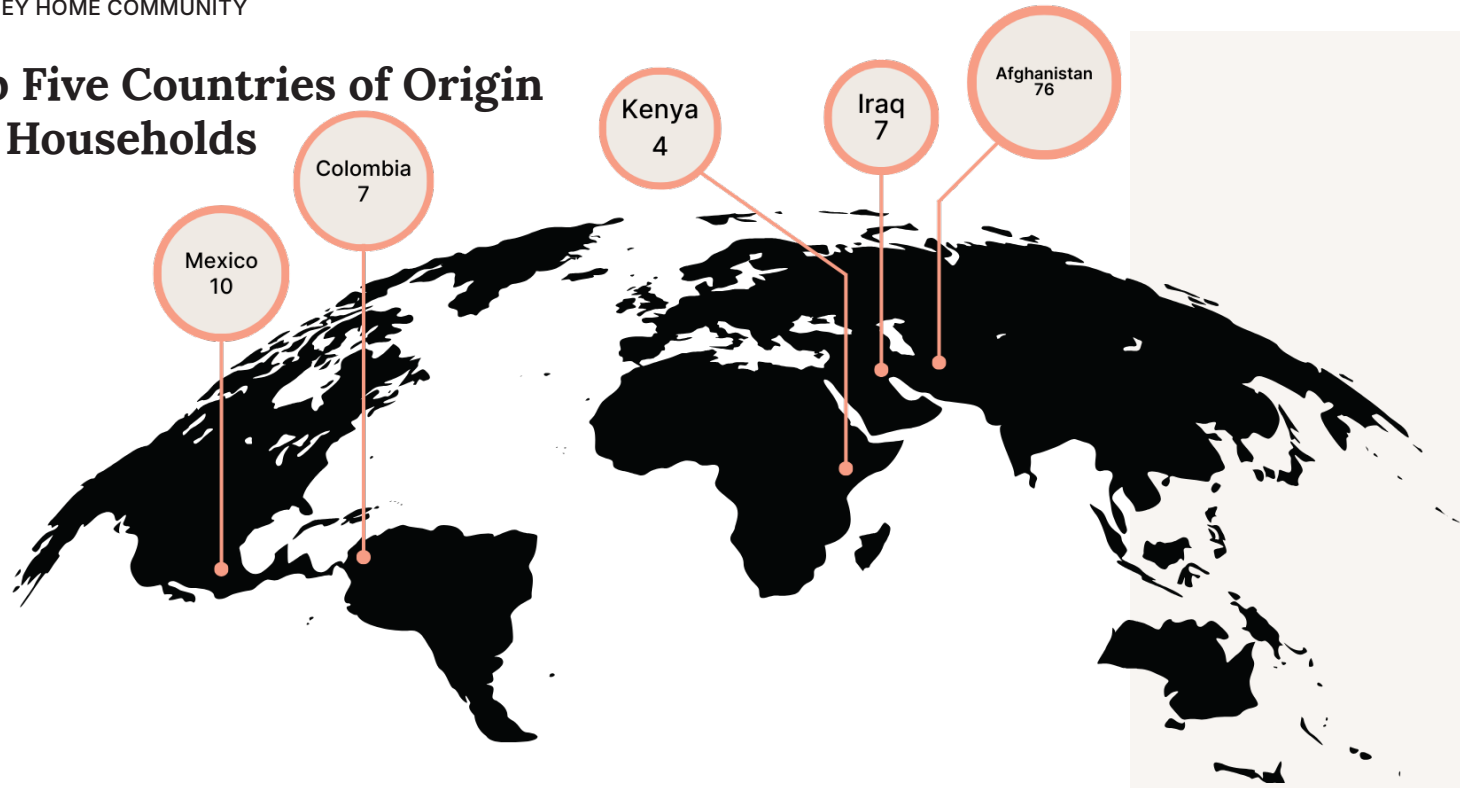 EY HOME COMMUNITY
Five Countries of Origin
Households
Mexico
10
Colombia
7
Kenya
4
Iraq
7
Afghanistan
76